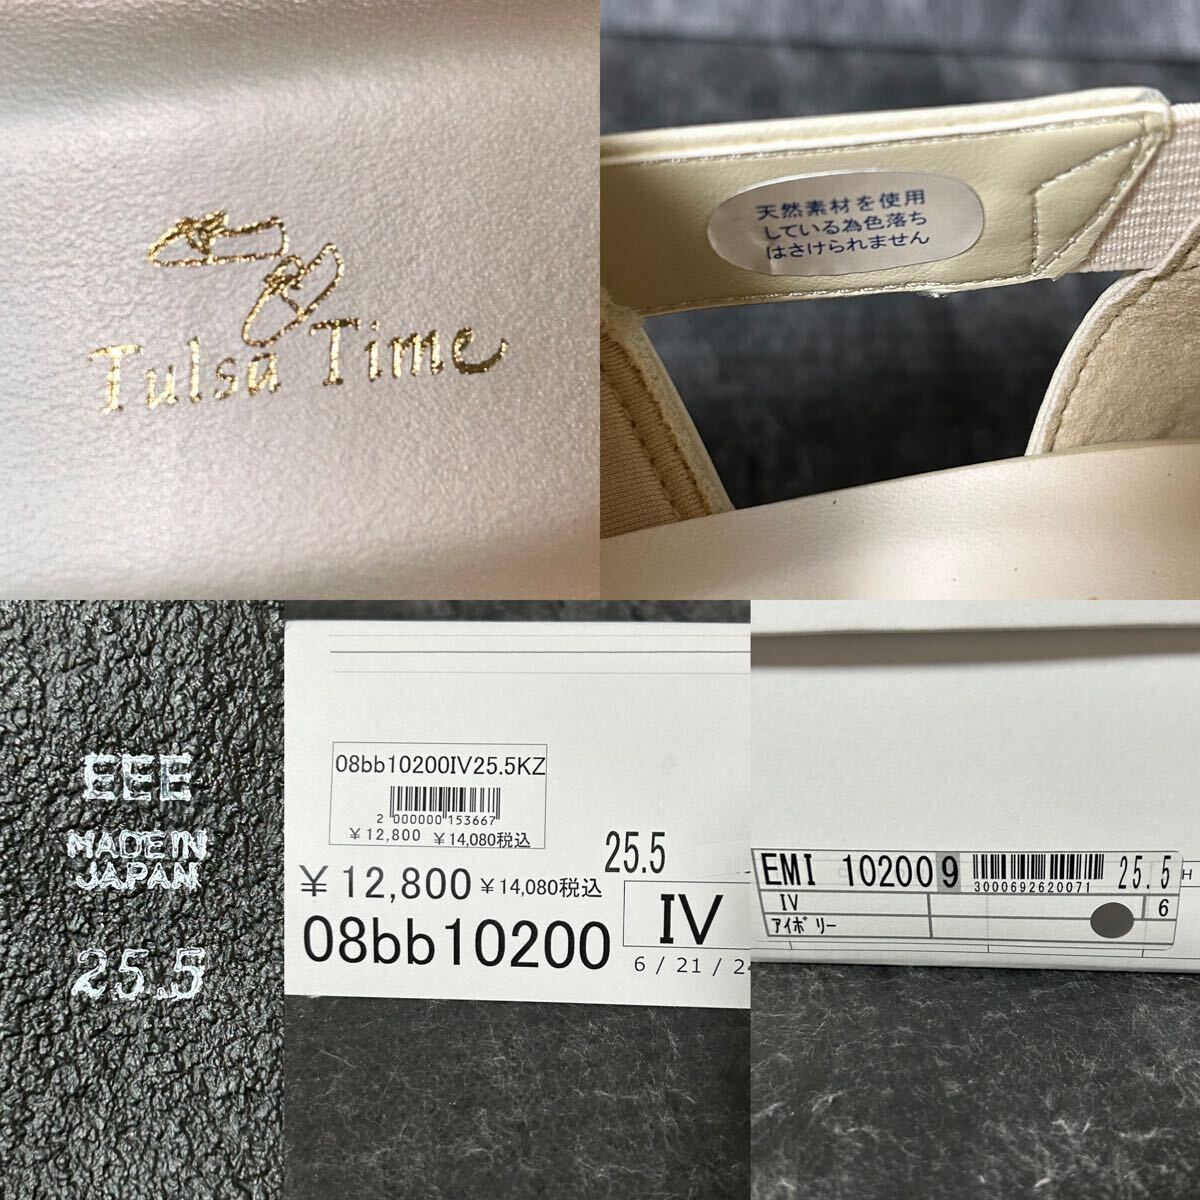 Tulsa Time
天然素材を使用
している為色落ち
はさけられません
EEE
MADE IN
JAPAN
25.5
08bb10200IV25.5KZ
2 000000 153667
¥12,800 ¥14,080税込
25.5
¥12,800 ¥14,080税込
08bb10200
IV
6 / 21 / 24
EMI 10200 9
3000692620071
25.5
H
IV
6
アイボリー